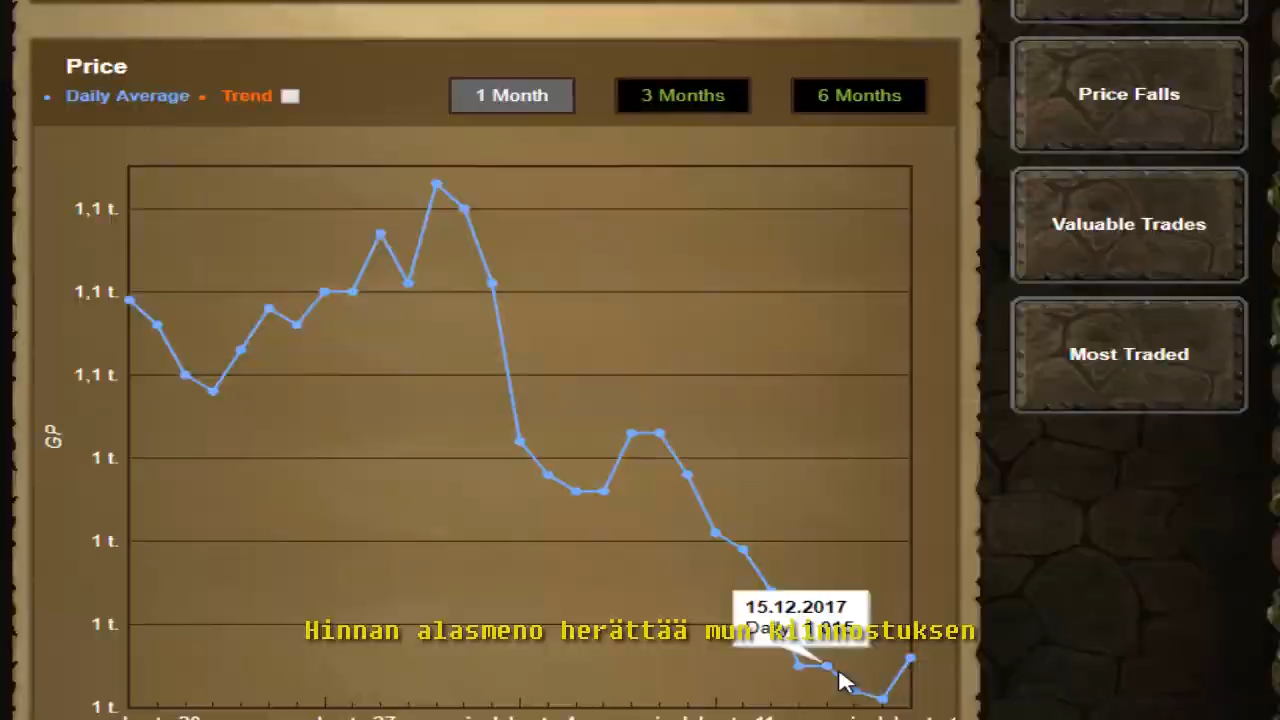 Price
Daily Average
Trend
1 Month
3 Months
6 Months
Price Falls
Valuable Trades
Most Traded
1,1 t.
1,1 t.
1,1 t.
GP
1 t.
1 t.
1 t.
1 t.
15.12.2017
Hinnan alasmeno herättää mun kiinnostuksen